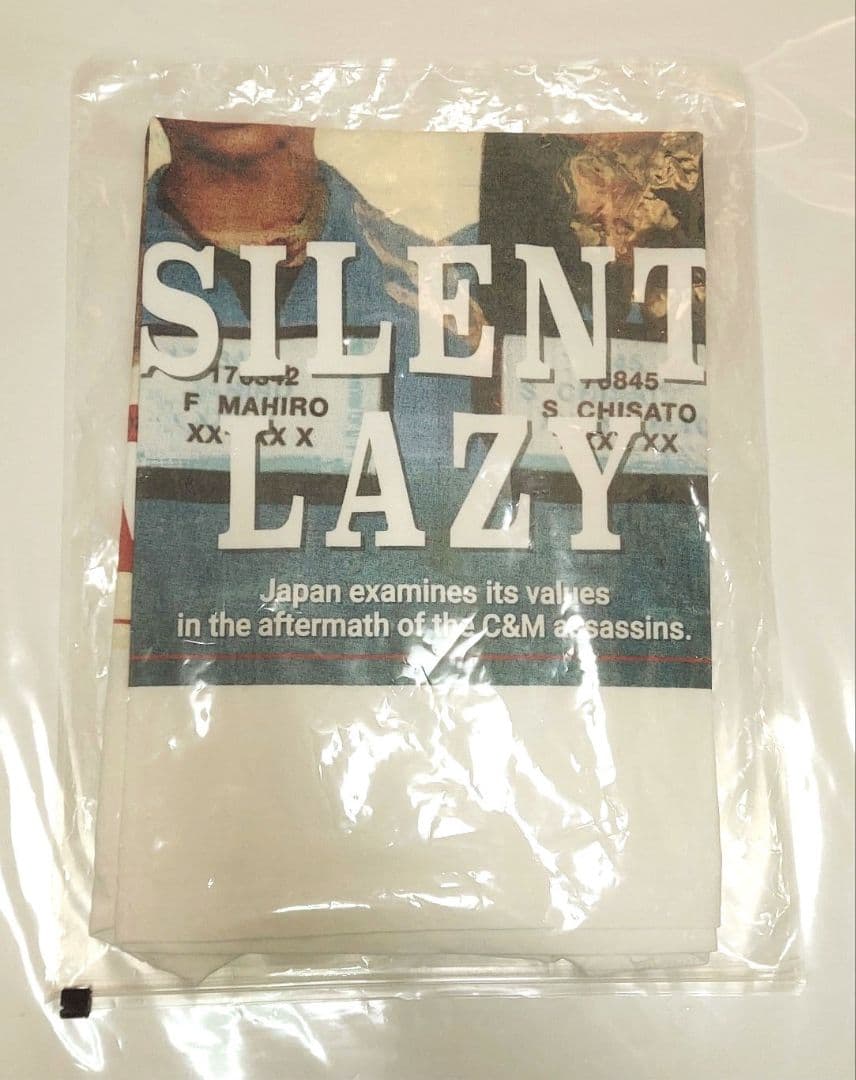 SILENT
F MAHIRO
S CHISATO
LAZY
Japan examines its values
in the aftermath of the C&M assassins.